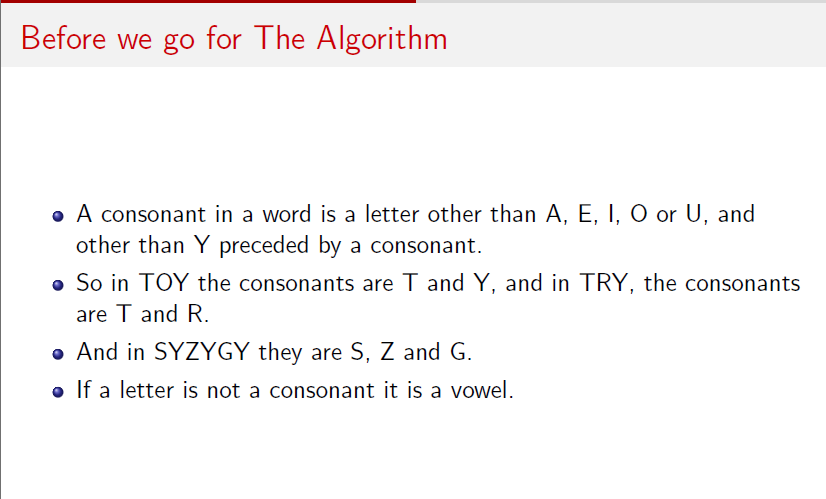 Before we go for The Algorithm
A consonant in a word is a letter other than A, E, I, O or U, and
other than Y preceded by a consonant.
So in TOY the consonants are T and Y, and in TRY, the consonants
are T and R.
And in SYZYGY they are S, Z and G.
If a letter is not a consonant it is a vowel.